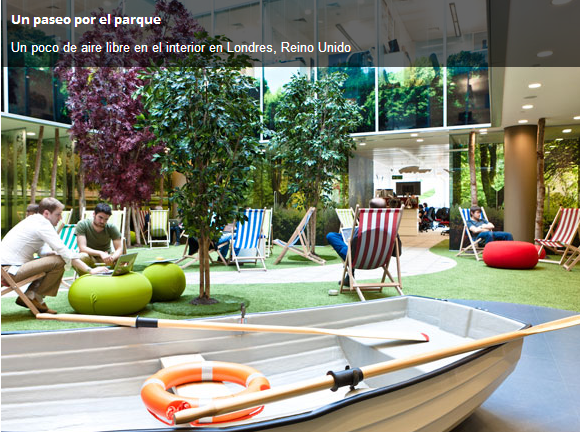 Un paseo por el parque
Un poco de aire libre en el interior en Londres, Reino Unido